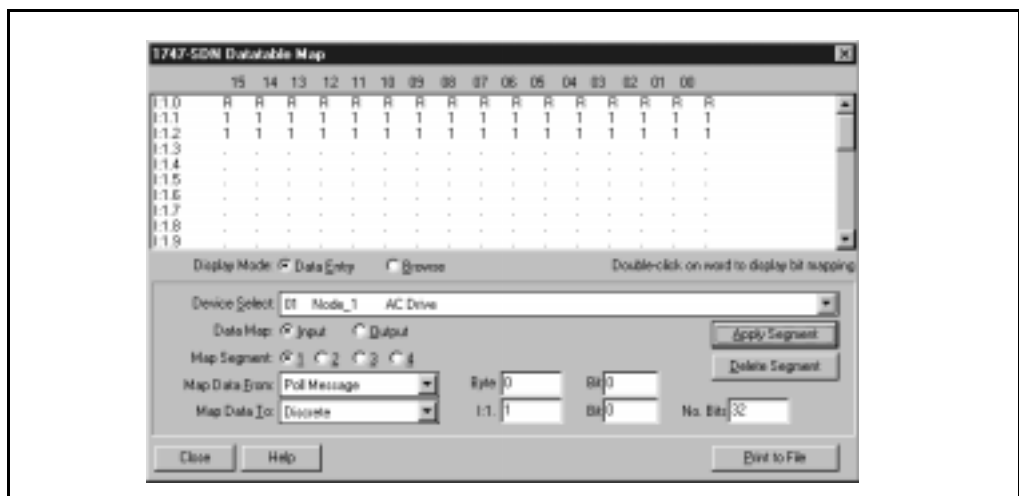 1747-SDN Datatable Map
15 14 13 12 11 10 09 08 07 06 05 04 03 02 01 00
I:1.0 R R R R R R R R R R R R R R R R
I:1.1 1 1 1 1 1 1 1 1 1 1 1 1 1 1 1 1
I:1.2 1 1 1 1 1 1 1 1 1 1 1 1 1 1 1 1
I:1.3 . . . . . . . . . . . . . . . .
I:1.4 . . . . . . . . . . . . . . . .
I:1.5 . . . . . . . . . . . . . . . .
I:1.6 . . . . . . . . . . . . . . . .
I:1.7 . . . . . . . . . . . . . . . .
I:1.8 . . . . . . . . . . . . . . . .
I:1.9 . . . . . . . . . . . . . . . .
Display Mode: Data Entry Browse Double-click on word to display bit mapping
Device Select: 01 Node_1 AC Drive
Data Map: Input Output Apply Segment
Map Segment: 1 2 3 4 Delete Segment
Map Data From: Poll Message Byte 0 Bit 0
Map Data To: Discrete I:1. 1 Bit 0 No. Bits 32
Close Help Print to File